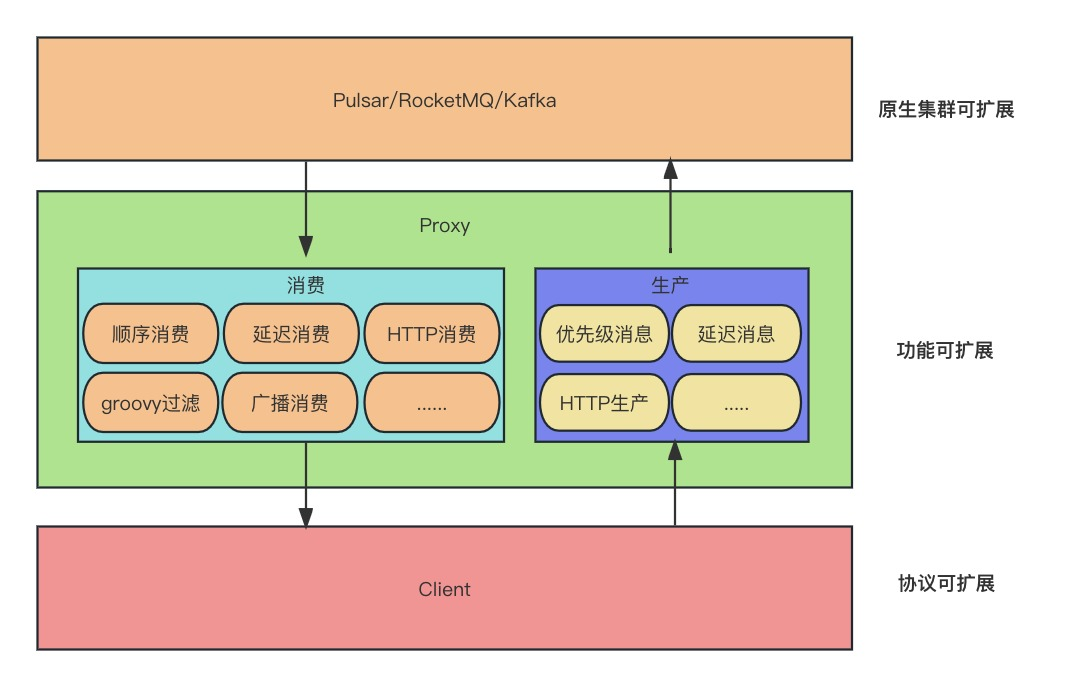 Pulsar/RocketMQ/Kafka
原生集群可扩展
Proxy
消费
生产
顺序消费
延迟消费
HTTP消费
优先级消息
延迟消息
功能可扩展
groovy过滤
广播消费
......
HTTP生产
.....
Client
协议可扩展